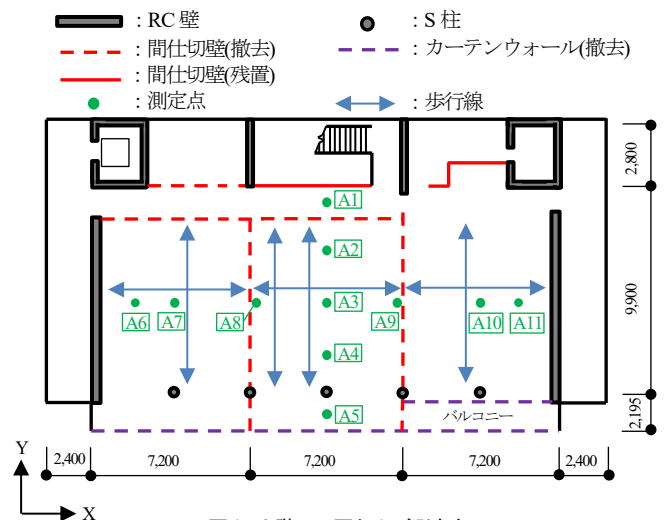 ：RC 壁
：S 柱
：間仕切壁(撤去)
：カーテンウォール(撤去)
：間仕切壁(残置)
：測定点
：歩行線
2,800
A1
A2
9,900
A3
A6
A7
A8
A9
A10
A11
A4
A5
バルコニー
2,195
2,400
7,200
7,200
7,200
2,400
Y
X